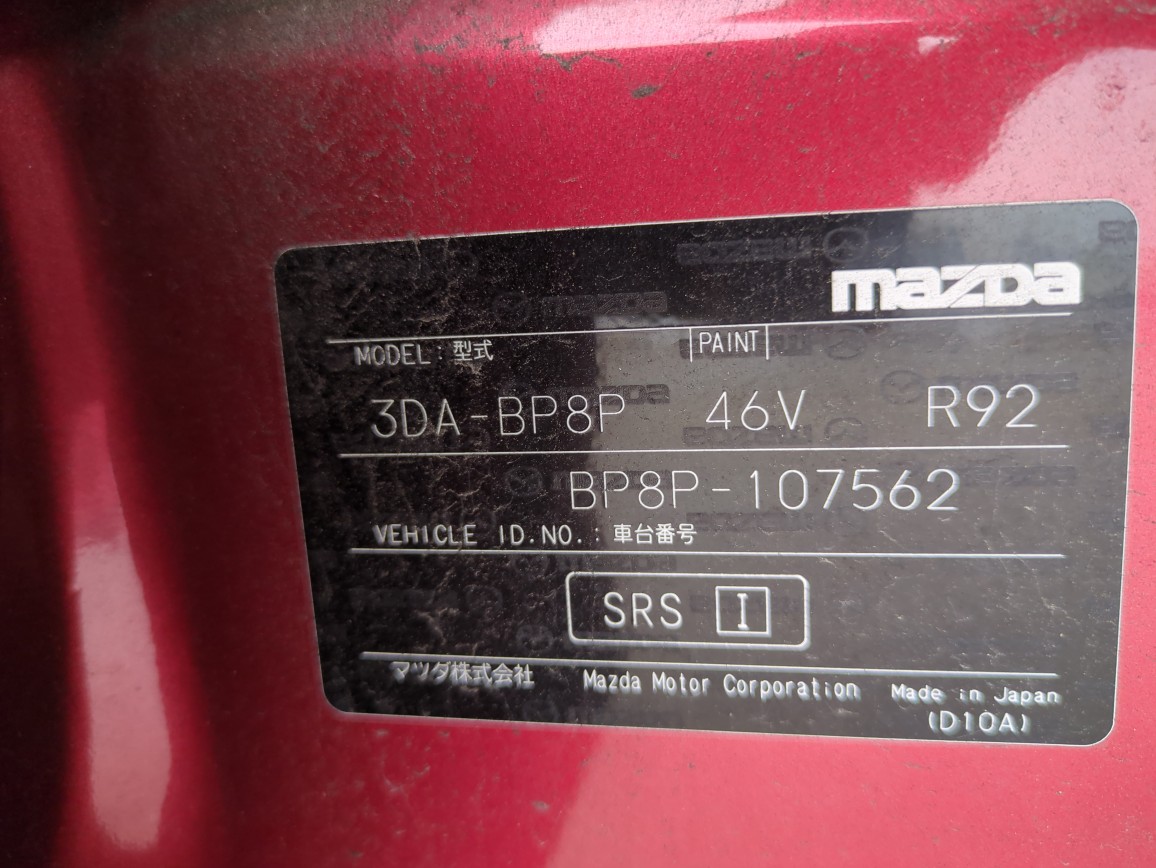 mazda
MODEL: 型式 PAINT
3DA-BP8P 46V R92
BP8P-107562
VEHICLE ID.NO.: 車台番号
SRS I
マツダ株式会社 Mazda Motor Corporation Made in Japan
(D10A)